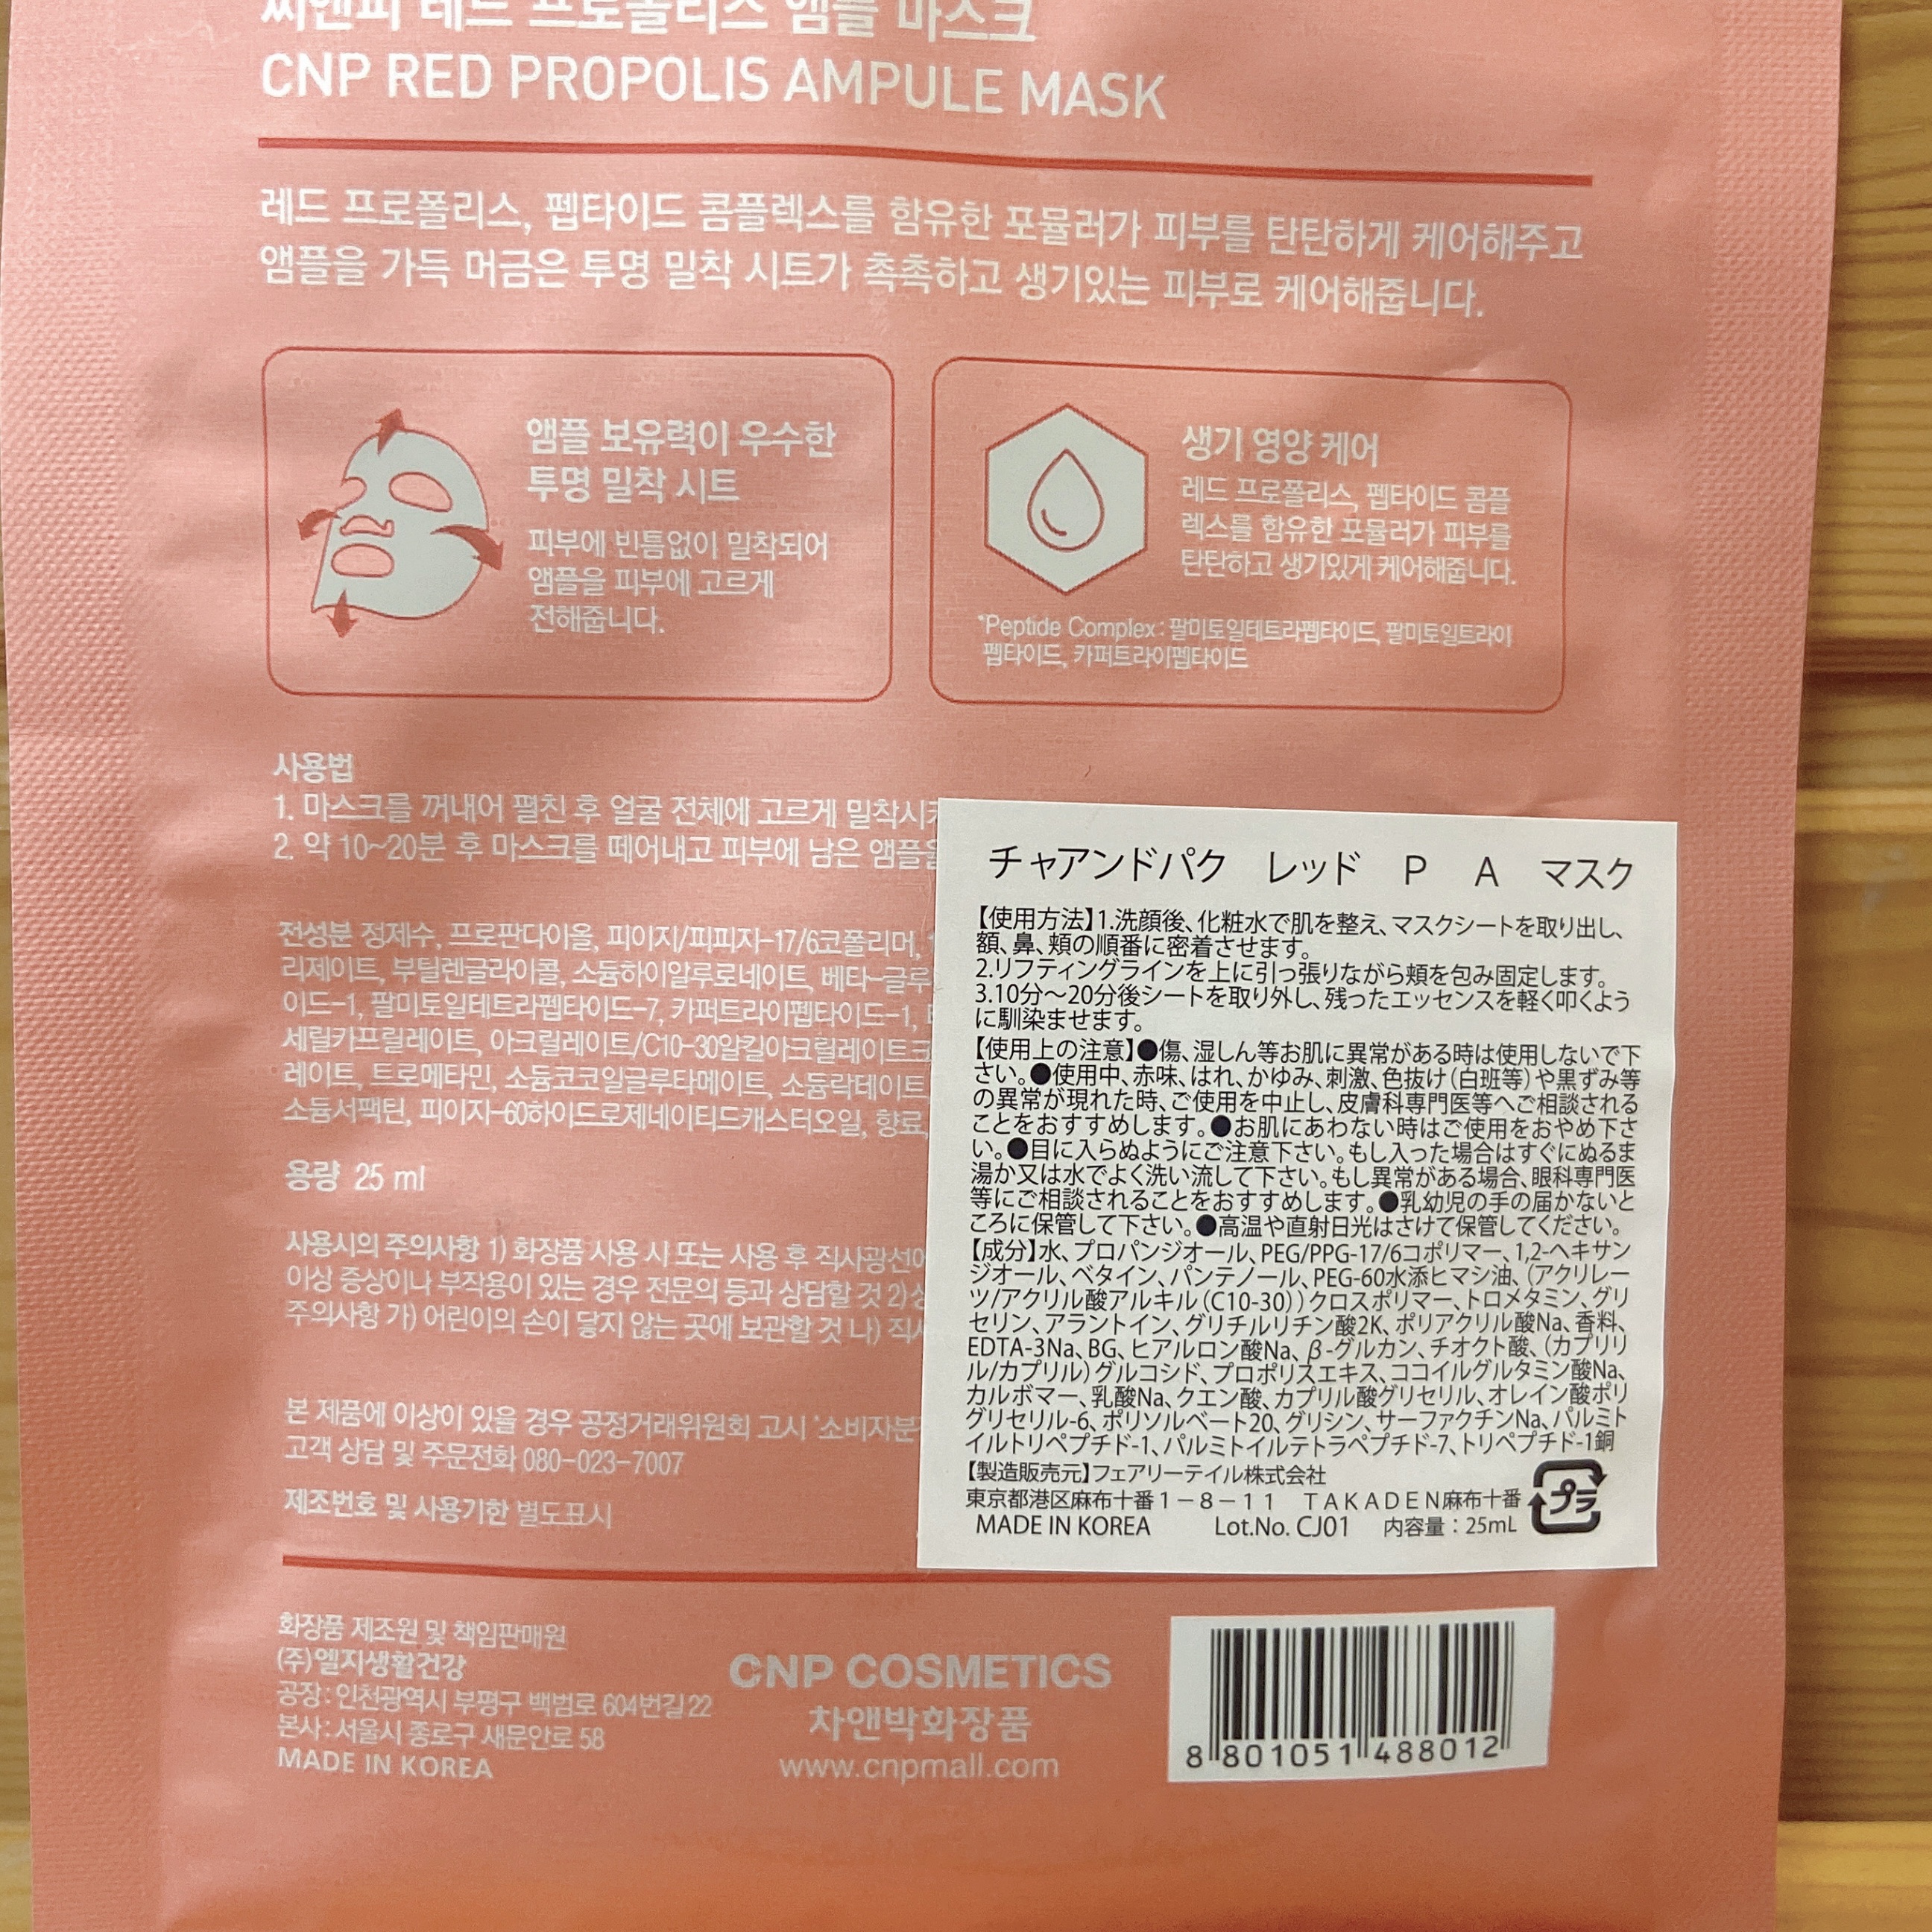 씨앤피 레드 프로폴리스 앰플 마스크
CNP RED PROPOLIS AMPULE MASK
레드 프로폴리스, 펩타이드 콤플렉스를 함유한 포뮬러가 피부를 탄탄하게 케어해주고
앰플을 가득 머금은 투명 밀착 시트가 촉촉하고 생기있는 피부로 케어해줍니다.
앰플 보유력이 우수한
투명 밀착 시트
피부에 빈틈없이 밀착되어
앰플을 피부에 고르게
전해줍니다.
생기 영양 케어
레드 프로폴리스, 펩타이드 콤플
렉스를 함유한 포뮬러가 피부를
탄탄하고 생기있게 케어해줍니다.
*Peptide Complex : 팔미토일테트라펩타이드, 팔미토일트라이
펩타이드, 카퍼트라이펩타이드
사용법
1. 마스크를 꺼내어 펼친 후 얼굴 전체에 고르게 밀착시
2. 약 10~20분 후 마스크를 떼어내고 피부에 남은 앰플을
전성분 정제수, 프로판다이올, 피이지/피피지-17/6코폴리머,
리제이트, 부틸렌글라이콜, 소듐하이알루로네이트, 베타-글루
이드-1, 팔미토일테트라펩타이드-7, 카퍼트라이펩타이드-1,
세릴카프릴레이트, 아크릴레이트/C10-30알킬아크릴레이트크
레이트, 트로메타민, 소듐코코일글루타메이트, 소듐락테이트
소듐서팩틴, 피이지-60하이드로제네이티드캐스터오일, 향료,
용량 25 ml
사용시의 주의사항 1) 화장품 사용 시 또는 사용 후 직사광선에
이상 증상이나 부작용이 있는 경우 전문의 등과 상담할 것 2) 상
주의사항 가) 어린이의 손이 닿지 않는 곳에 보관할 것 나) 직사
본 제품에 이상이 있을 경우 공정거래위원회 고시 '소비자분
고객 상담 및 주문전화 080-023-7007
제조번호 및 사용기한 별도표시
チャアンドパク レッド P A マスク
【使用方法】1.洗顔後、化粧水で肌を整え、マスクシートを取り出し、
額、鼻、頬の順番に密着させます。
2.リフティングラインを上に引っ張りながら頬を包み固定します。
3.10分～20分後シートを取り外し、残ったエッセンスを軽く叩くよう
に馴染ませます。
【使用上の注意】●傷、湿しん等お肌に異常がある時は使用しないで下
さい。●使用中、赤味、はれ、かゆみ、刺激、色抜け（白班等）や黒ずみ等
の異常が現れた時、ご使用を中止し、皮膚科専門医等へご相談される
ことをおすすめします。●お肌にあわない時はご使用をおやめ下さ
い。●目に入らぬようにご注意下さい。もし入った場合はすぐにぬるま
湯か又は水でよく洗い流して下さい。もし異常がある場合、眼科専門医
等にご相談されることをおすすめします。●乳幼児の手の届かないと
ころに保管して下さい。●高温や直射日光はさけて保管してください。
【成分】水、プロパンジオール、PEG/PPG-17/6コポリマー、1,2-ヘキサン
ジオール、ベタイン、パンテノール、PEG-60水添ヒマシ油、（アクリレー
ツ/アクリル酸アルキル（C10-30））クロスポリマー、トロメタミン、グリ
セリン、アラントイン、グリチルリチン酸2K、ポリアクリル酸Na、香料、
EDTA-3Na、BG、ヒアルロン酸Na、β-グルカン、チオクト酸、（カプリリ
ル/カプリル）グルコシド、プロポリスエキス、ココイルグルタミン酸Na、
カルボマー、乳酸Na、クエン酸、カプリル酸グリセリル、オレイン酸ポリ
グリセリル-6、ポリソルベート20、グリシン、サーファクチンNa、パルミト
イルトリペプチド-1、パルミトイルテトラペプチド-7、トリペプチド-1銅
【製造販売元】フェアリーテイル株式会社
東京都港区麻布十番１－８－１１ ＴＡＫＡＤＥＮ麻布十番
MADE IN KOREA Lot.No. CJ01 内容量：25mL
プラ
화장품 제조원 및 책임판매원
(주)엘지생활건강
공장 : 인천광역시 부평구 백범로 604번길 22
본사 : 서울시 종로구 새문안로 58
MADE IN KOREA
CNP COSMETICS
차앤박화장품
www.cnpmall.com
8 801051 488012